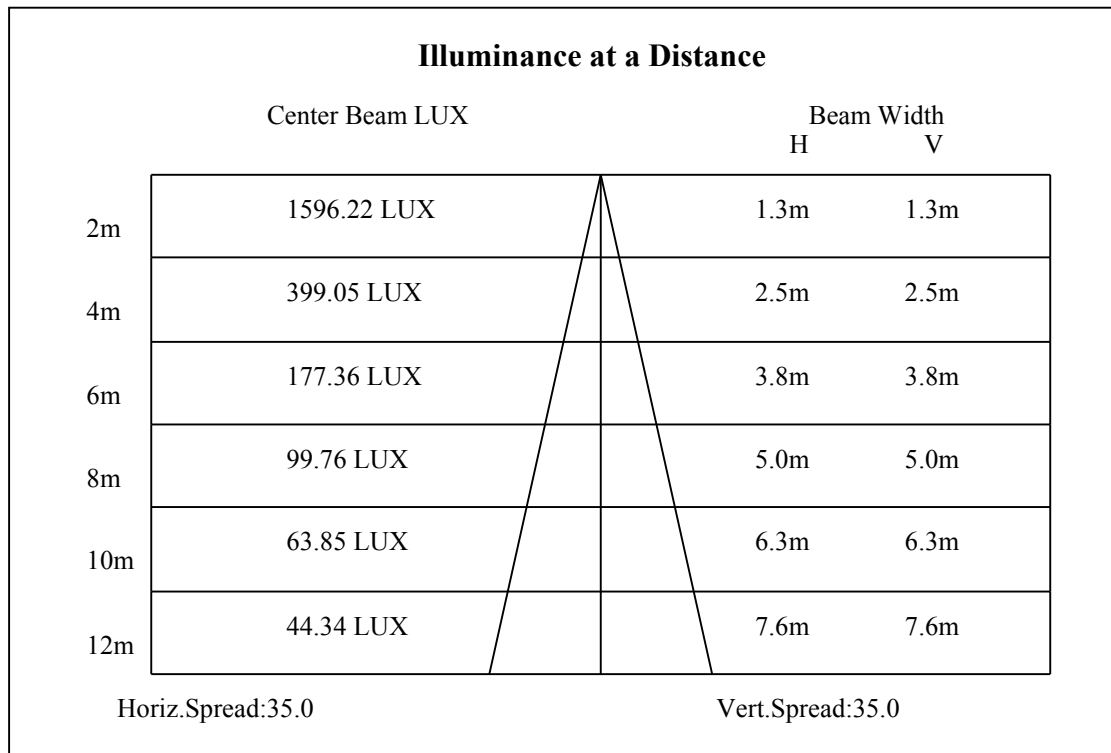 Illuminance at a Distance
Center Beam LUX Beam Width
H V
2m 1596.22 LUX 1.3m 1.3m
4m 399.05 LUX 2.5m 2.5m
6m 177.36 LUX 3.8m 3.8m
8m 99.76 LUX 5.0m 5.0m
10m 63.85 LUX 6.3m 6.3m
12m 44.34 LUX 7.6m 7.6m
Horiz.Spread:35.0 Vert.Spread:35.0